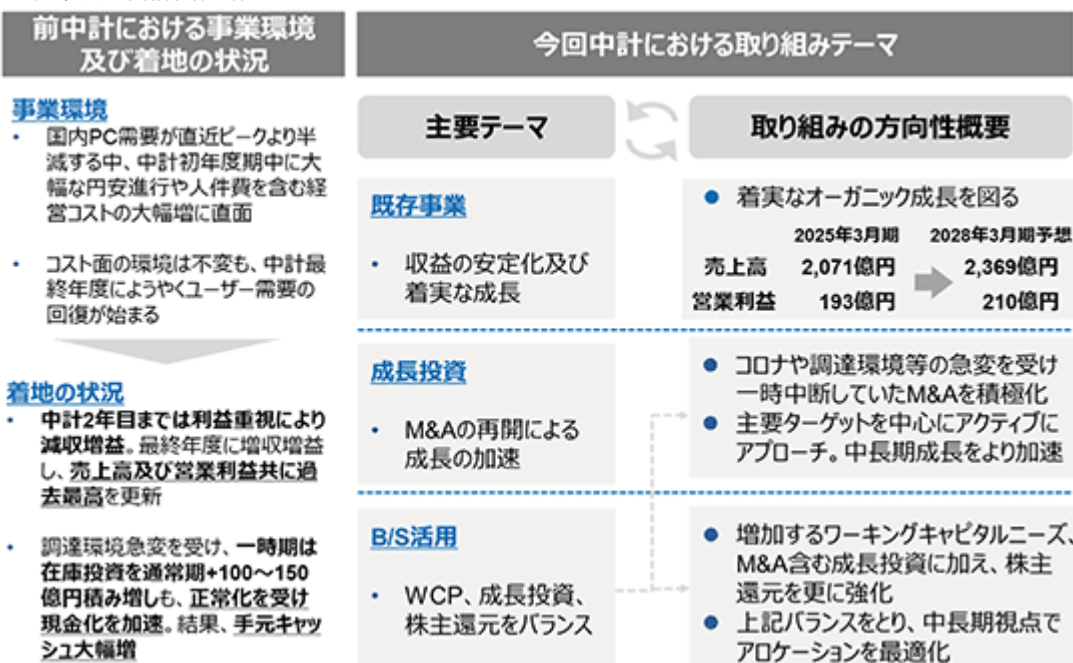 前中計における事業環境
及び着地の状況
事業環境
• 国内PC需要が直近ピークより半
減する中、中計初年度期中に大
幅な円安進行や人件費を含む経
営コストの大幅増に直面
• コスト面の環境は不変も、中計最
終年度にようやくユーザー需要の
回復が始まる
着地の状況
• 中計2年目までは利益重視により
減収増益。最終年度に増収増益
し、売上高及び営業利益共に過
去最高を更新
• 調達環境急変を受け、一時期は
在庫投資を通常期+100～150
億円積み増しも、正常化を受け
現金化を加速。結果、手元キャッ
シュ大幅増
今回中計における取り組みテーマ
主要テーマ
取り組みの方向性概要
既存事業
• 収益の安定化及び
着実な成長
● 着実なオーガニック成長を図る
2025年3月期 2028年3月期予想
売上高 2,071億円 2,369億円
営業利益 193億円 210億円
成長投資
• M&Aの再開による
成長の加速
● コロナや調達環境等の急変を受け
一時中断していたM&Aを積極化
● 主要ターゲットを中心にアクティブに
アプローチ。中長期成長をより加速
B/S活用
• WCP、成長投資、
株主還元をバランス
● 増加するワーキングキャピタルニーズ、
M&A含む成長投資に加え、株主
還元を更に強化
● 上記バランスをとり、中長期視点で
アロケーションを最適化